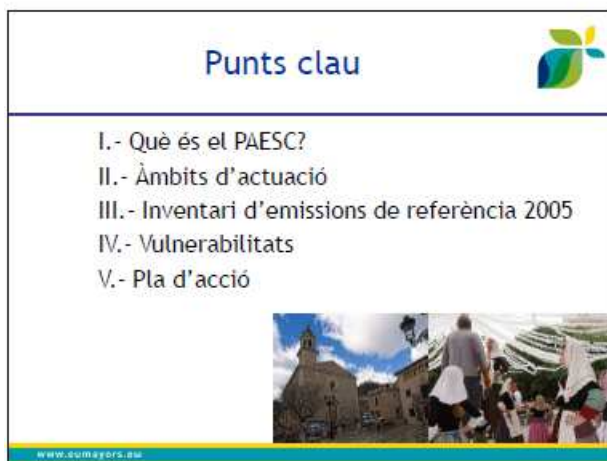 Punts clau
I.- Què és el PAESC?
II.- Àmbits d'actuació
III.- Inventari d'emissions de referència 2005
IV.- Vulnerabilitats
V.- Pla d'acció
www.eumayors.eu